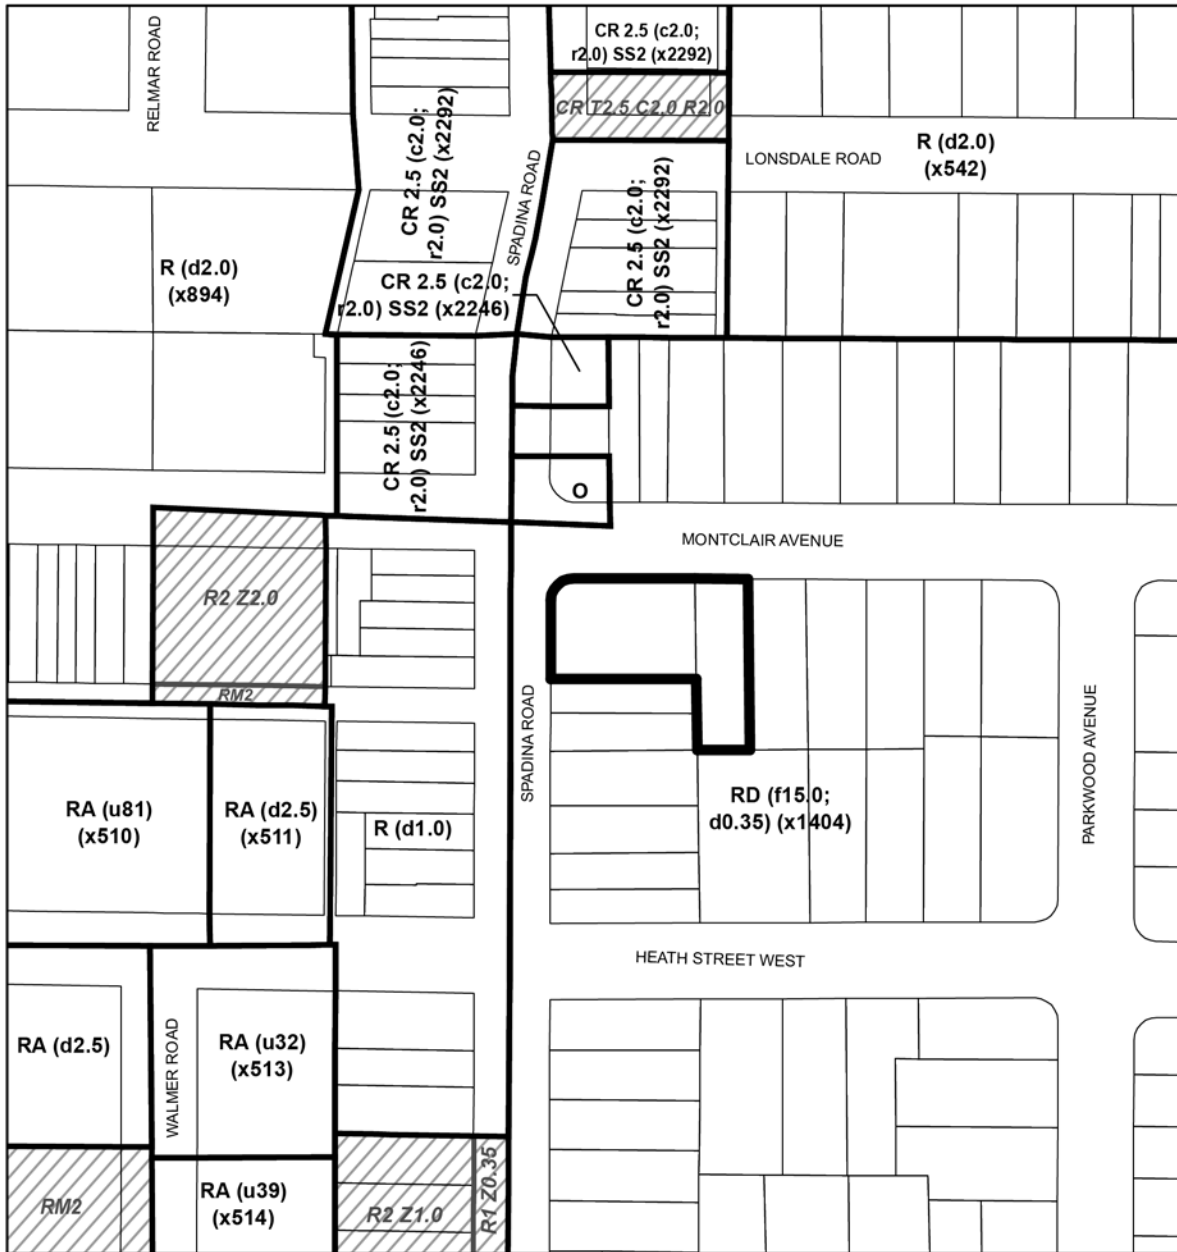 CR 2.5 (c2.0;
r2.0) SS2 (x2292)
RELMAR ROAD
CR T2.5 C2.0 R2.0
CR 2.5 (c2.0;
r2.0) SS2 (x2292)
SPADINA ROAD
LONSDALE ROAD
R (d2.0)
(x542)
CR 2.5 (c2.0;
r2.0) SS2 (x2292)
R (d2.0)
(x894)
CR 2.5 (c2.0;
r2.0) SS2 (x2246)
CR 2.5 (c2.0;
r2.0) SS2 (x2246)
O
MONTCLAIR AVENUE
R2 Z2.0
RM2
SPADINA ROAD
PARKWOOD AVENUE
RA (u81)
(x510)
RA (d2.5)
(x511)
R (d1.0)
RD (f15.0;
d0.35) (x1404)
HEATH STREET WEST
RA (d2.5)
WALMER ROAD
RA (u32)
(x513)
RM2
RA (u39)
(x514)
R2 Z1.0
R1 Z0.35